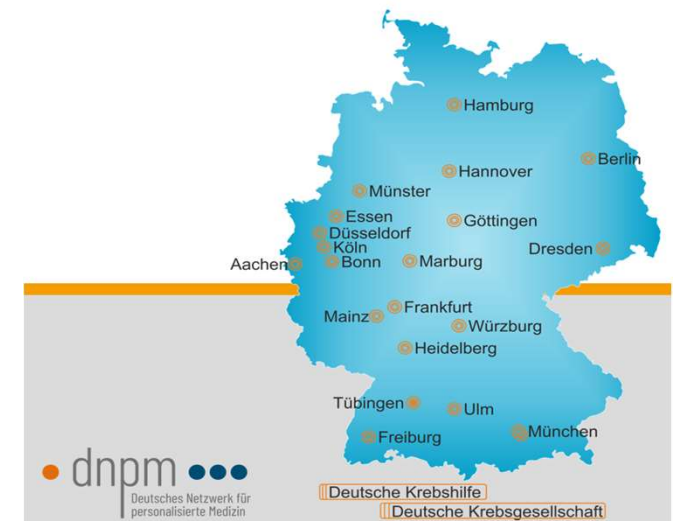 Hamburg
Berlin
Hannover
Münster
Essen
Göttingen
Düsseldorf
Köln
Dresden
Aachen
Bonn
Marburg
Frankfurt
Mainz
Würzburg
Heidelberg
Tübingen
Ulm
München
Freiburg
dnpm
Deutsches Netzwerk für
personalisierte Medizin
Deutsche Krebshilfe
Deutsche Krebsgesellschaft